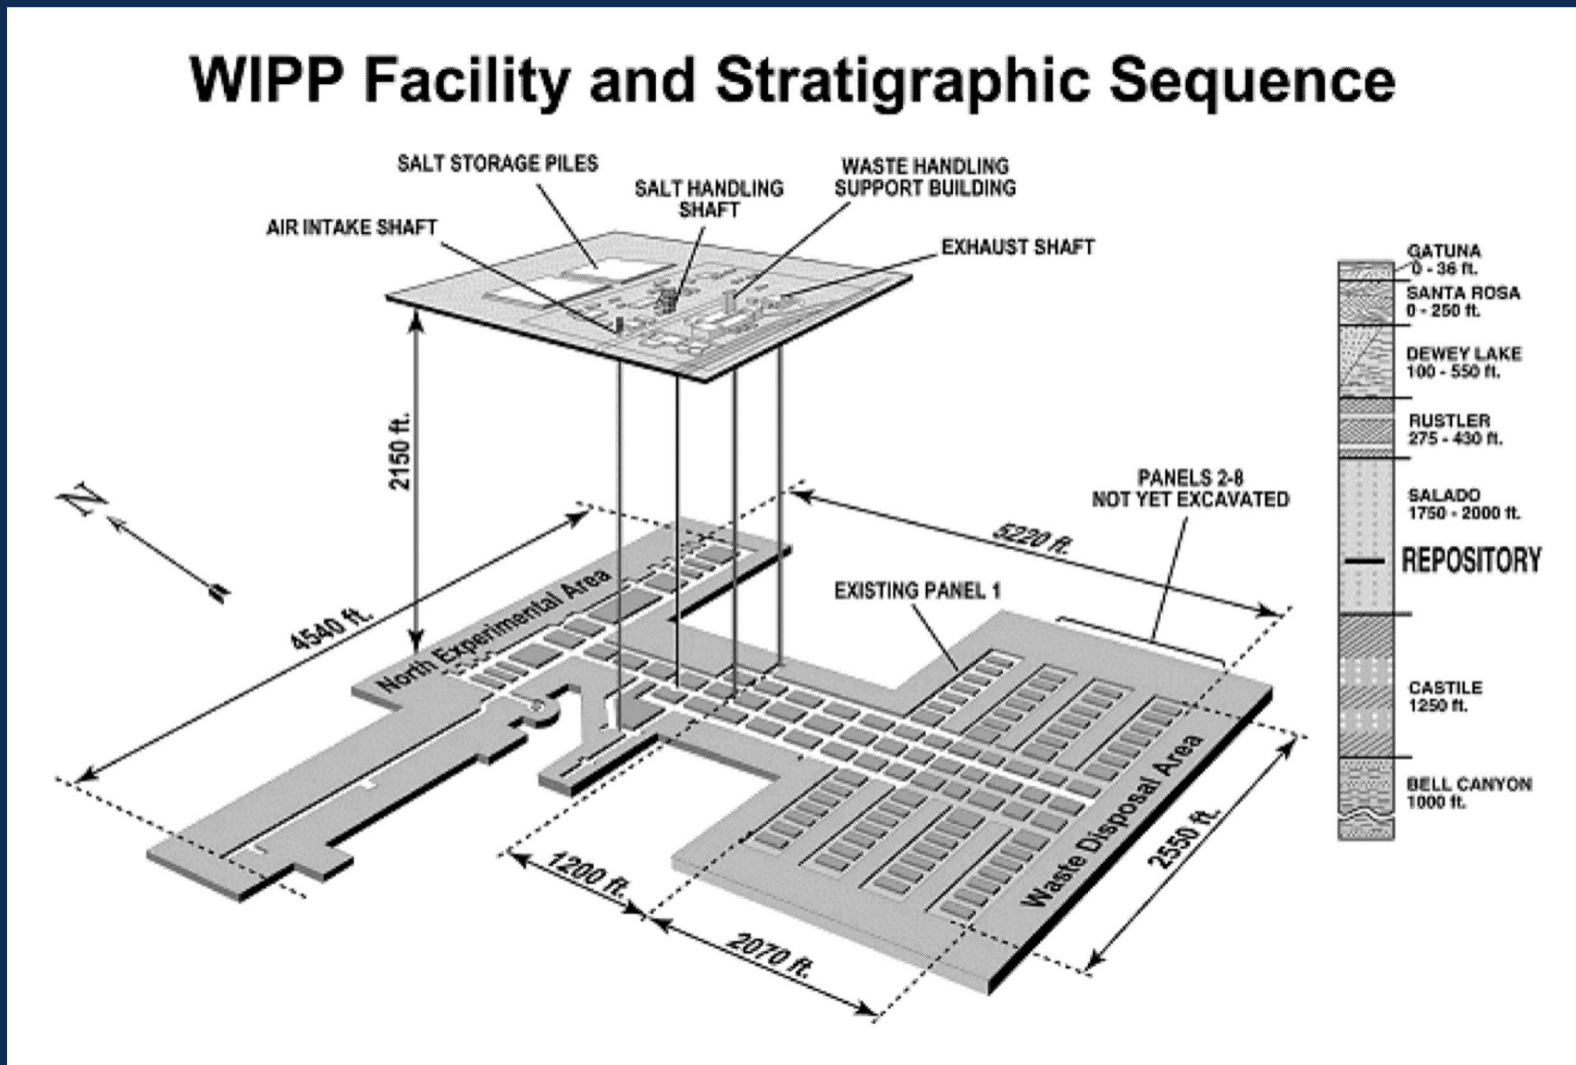 WIPP Facility and Stratigraphic Sequence
SALT STORAGE PILES
SALT HANDLING
SHAFT
WASTE HANDLING
SUPPORT BUILDING
AIR INTAKE SHAFT
EXHAUST SHAFT
2150 ft.
N
4540 ft.
North Experimental Area
5220 ft.
PANELS 2-8
NOT YET EXCAVATED
EXISTING PANEL 1
Waste Disposal Area
1200 ft.
2070 ft.
2550 ft.
GATUNA
0 - 36 ft.
SANTA ROSA
0 - 250 ft.
DEWEY LAKE
100 - 550 ft.
RUSTLER
275 - 430 ft.
SALADO
1750 - 2000 ft.
REPOSITORY
CASTILE
1250 ft.
BELL CANYON
1000 ft.